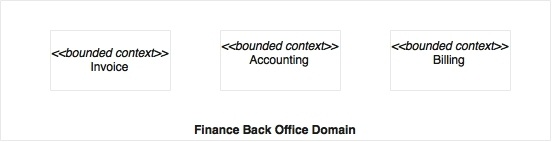 <<bounded context>>
Invoice
<<bounded context>>
Accounting
<<bounded context>>
Billing
Finance Back Office Domain